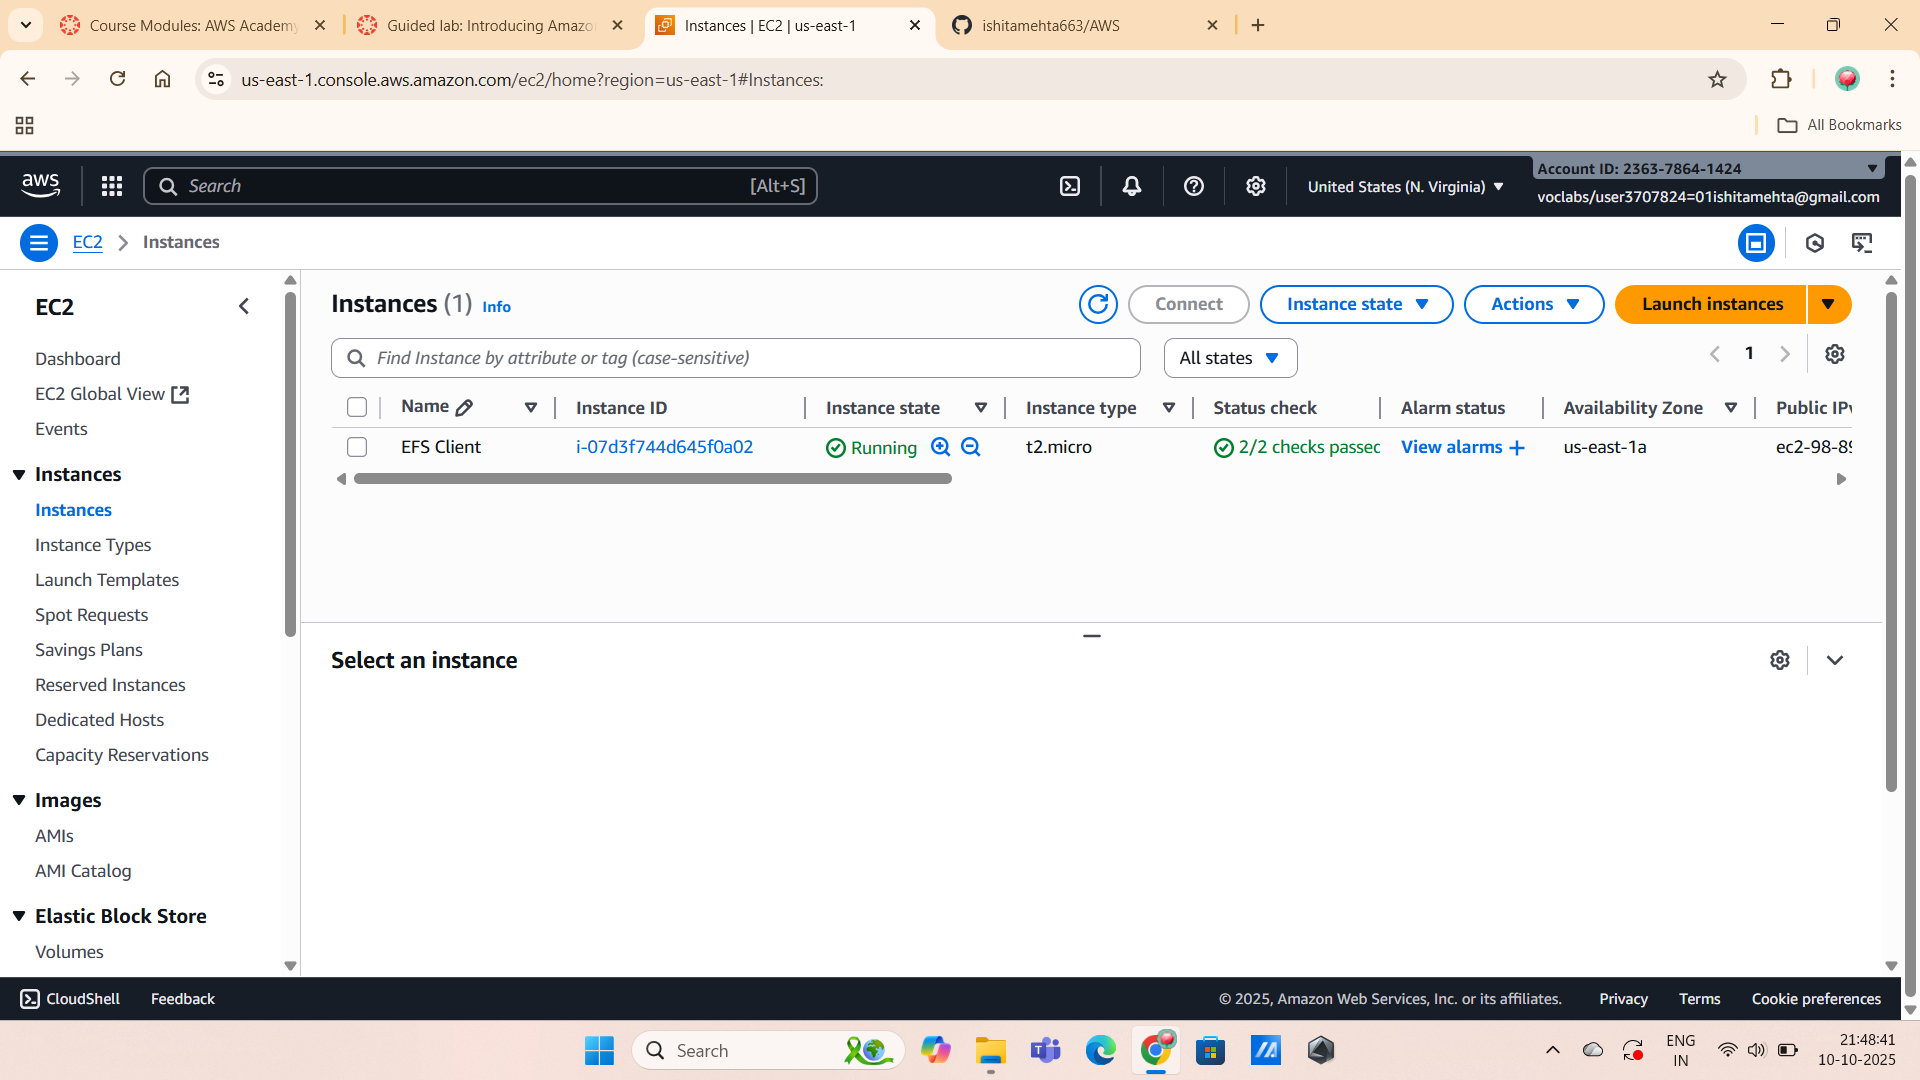 Course Modules: AWS Academy
Guided lab: Introducing Amazo
Instances | EC2 | us-east-1
ishitamehta663/AWS
us-east-1.console.aws.amazon.com/ec2/home?region=us-east-1#Instances:
All Bookmarks
aws
Search
[Alt+S]
United States (N. Virginia)
Account ID: 2363-7864-1424
voclabs/user3707824=01ishitamehta@gmail.com
EC2
Instances
EC2
Dashboard
EC2 Global View
Events
Instances
Instances
Instance Types
Launch Templates
Spot Requests
Savings Plans
Reserved Instances
Dedicated Hosts
Capacity Reservations
Images
AMIs
AMI Catalog
Elastic Block Store
Volumes
Instances (1) Info
Connect
Instance state
Actions
Launch instances
Find Instance by attribute or tag (case-sensitive)
All states
1
Name Instance ID Instance state Instance type Status check Alarm status Availability Zone Public IPv
EFS Client i-07d3f744d645f0a02 Running t2.micro 2/2 checks passed View alarms + us-east-1a ec2-98-89
Select an instance
CloudShell
Feedback
© 2025, Amazon Web Services, Inc. or its affiliates.
Privacy
Terms
Cookie preferences
Search
ENG
IN
21:48:41
10-10-2025